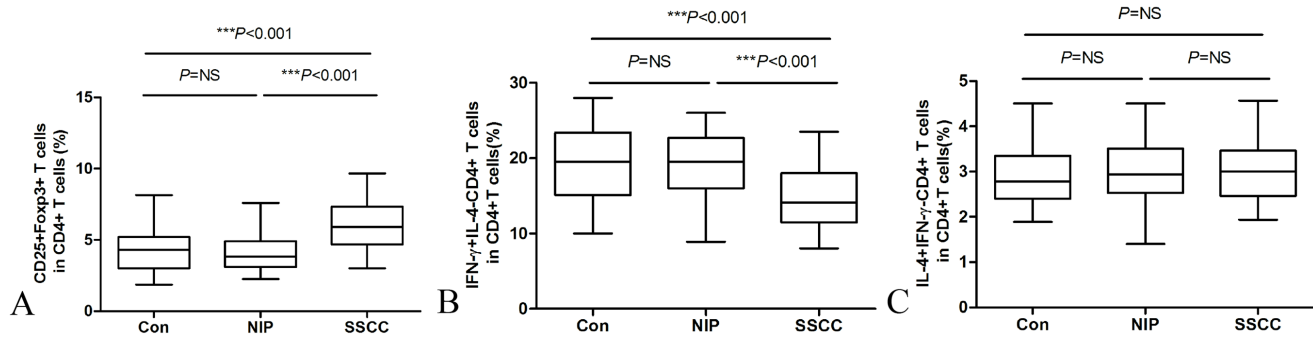 ***P<0.001
P=NS
***P<0.001
CD25+Foxp3+ T cells
in CD4+ T cells (%)
15
10
5
0
Con
NIP
SSCC
A
***P<0.001
P=NS
***P<0.001
IFN-γ+IL-4-CD4+ T cells
in CD4+T cells(%)
30
20
10
0
Con
NIP
SSCC
B
P=NS
P=NS
P=NS
IL-4+IFN-γ-CD4+ T cells
in CD4+T cells(%)
5
4
3
2
1
0
Con
NIP
SSCC
C